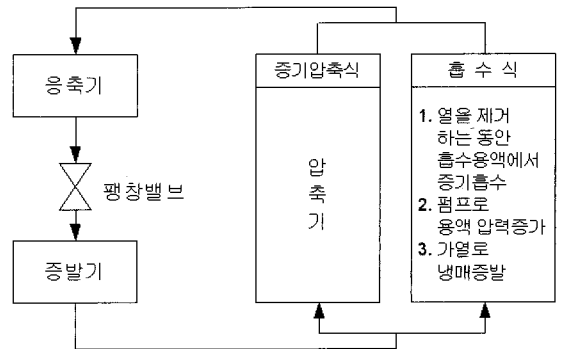 응축기
팽창밸브
증발기
증기압축식
압
축
기
흡 수 식
1. 열을 제거
하는 동안
흡수용액에서
증기흡수
2. 펌프로
용액 압력증가
3. 가열로
냉매증발